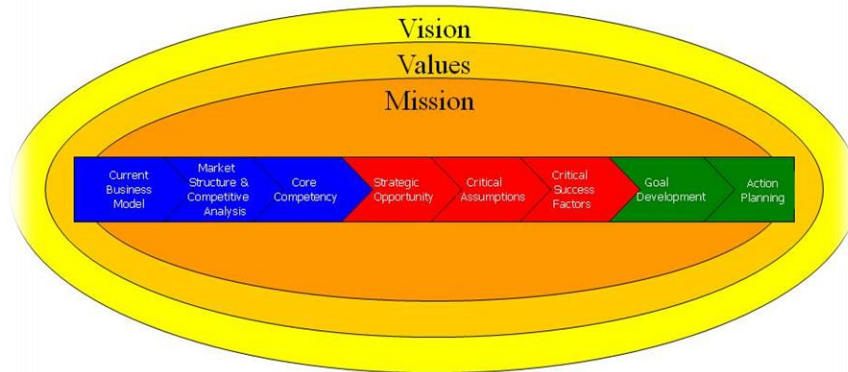 Vision
Values
Mission
Current
Business
Model
Market
Structure &
Competitive
Analysis
Core
Competency
Strategic
Opportunity
Critical
Assumptions
Critical
Success
Factors
Goal
Development
Action
Planning